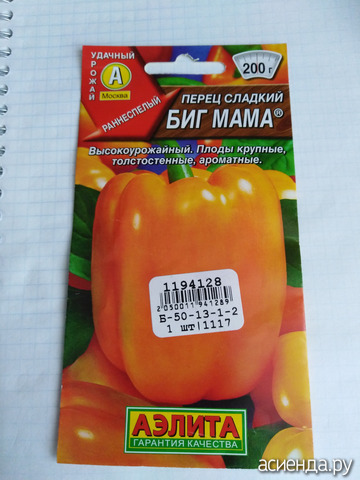 УДАЧНЫЙ
УРОЖАЙ
А
Москва
РАННЕСПЕЛЫЙ
200 г
ПЕРЕЦ СЛАДКИЙ
БИГ МАМА®
Высокоурожайный. Плоды крупные,
толстостенные, ароматные.
1194128
2050011941289
Б-50-13-1-2
1 шт|1117
АЭЛИТА
ГАРАНТИЯ КАЧЕСТВА
асиенда.ру